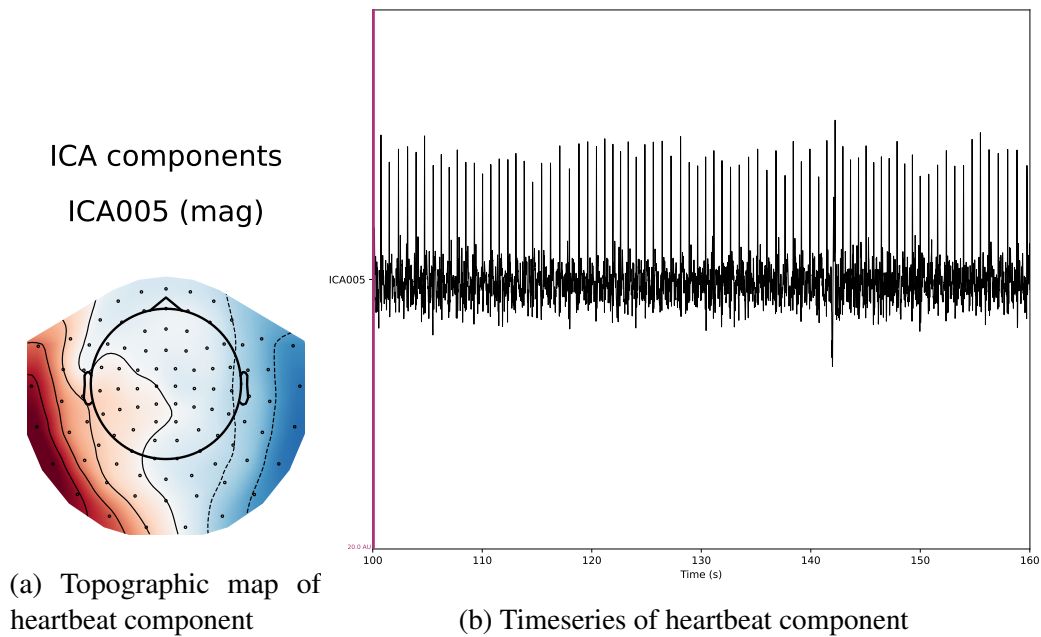 ICA components
ICA005 (mag)
(a) Topographic map of
heartbeat component
ICA005
20.0 AU
100 110 120 130 140 150 160
Time (s)
(b) Timeseries of heartbeat component